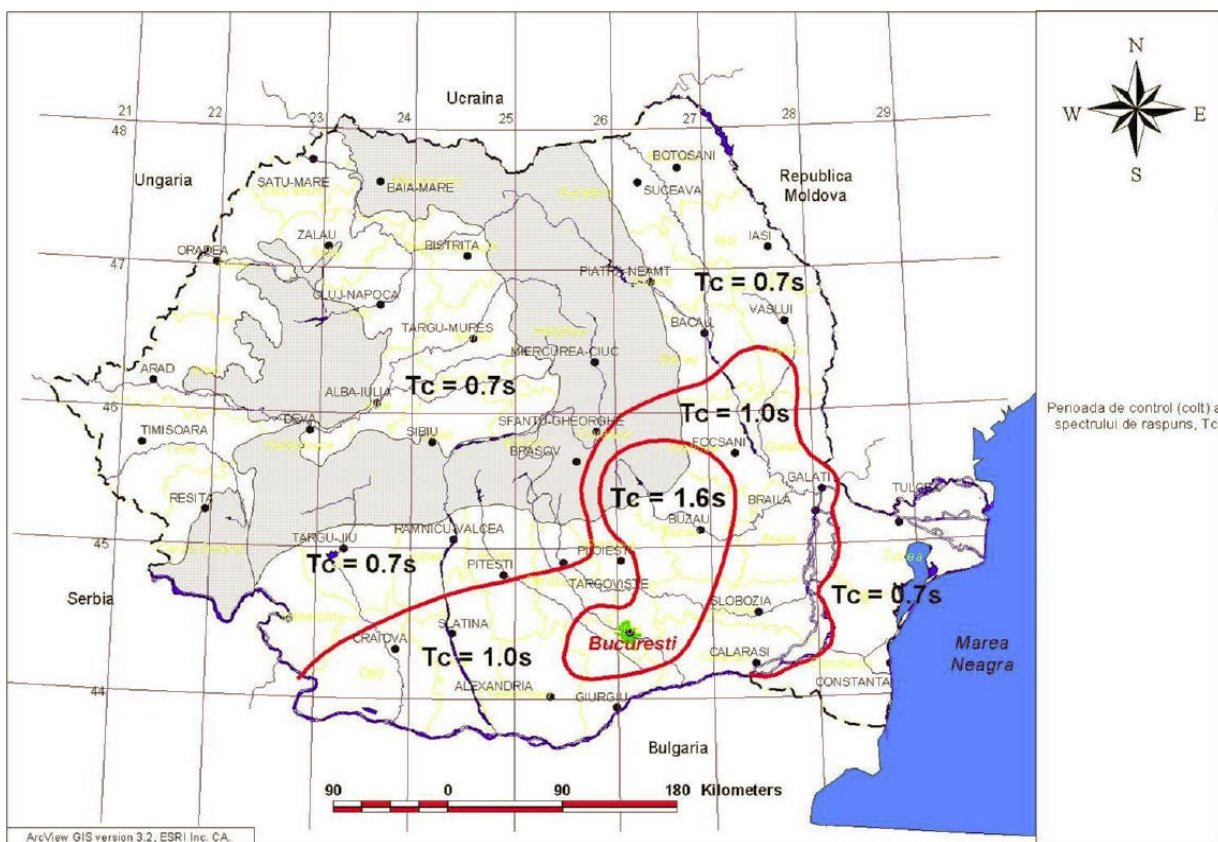 21 22 23 24 25 26 27 28 29
48
Ucraina
N
W E
S
Ungaria
Republica
Moldova
BOTOSANI
SATU-MARE
BAIA-MARE
SUCEAVA
ZALAU
BISTRITA
IASI
ORADEA
47
PIATRA-NEAMT
Tc = 0.7s
CLUJ-NAPOCA
VASLUI
TARGU-MURES
BACAU
MIERCUREA-CIUC
ARAD
Tc = 0.7s
ALBA-IULIA
46
Tc = 1.0s
Perioada de control (colt) a
spectrului de raspuns, Tc
DEVA
SFANTU-GHEORGHE
TIMISOARA
SIBIU
BRASOV
FOCSANI
GALATI
TULCEA
RESITA
Tc = 1.6s
BRAILA
BUZAU
RAMNICU-VALCEA
TARGU-JIU
45
Tc = 0.7s
PITESTI
PLOIESTI
TARGOVISTE
Tulcea
Serbia
Tc = 0.7s
SLOBOZIA
CRAIOVA
SLATINA
Bucuresti
Marea
Neagra
Tc = 1.0s
CALARASI
Dolj
ALEXANDRIA
CONSTANTA
44
GIURGIU
Bulgaria
90 0 90 180 Kilometers
ArcView GIS version 3.2, ESRI Inc. CA.